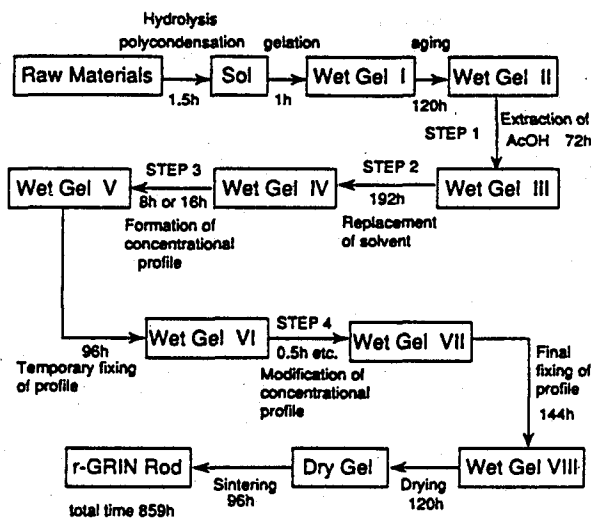 Hydrolysis
polycondensation gelation aging
Raw Materials Sol Wet Gel I Wet Gel II
1.5h 1h 120h
STEP 1 Extraction of
AcOH 72h
Wet Gel V STEP 3 Wet Gel IV STEP 2 Wet Gel III
8h or 16h 192h
Formation of
concentrational
profile
Replacement
of solvent
96h
Temporary fixing
of profile
Wet Gel VI STEP 4 Wet Gel VII
0.5h etc.
Modification of
concentrational
profile
Final
fixing of
profile
144h
r-GRIN Rod Dry Gel Wet Gel VIII
Sintering
96h
Drying
120h
total time 859h